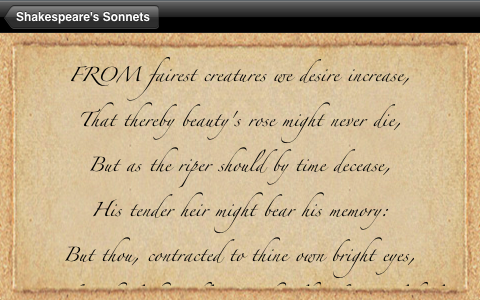 Shakespeare's Sonnets
FROM fairest creatures we desire increase,
That thereby beauty's rose might never die,
But as the riper should by time decease,
His tender heir might bear his memory:
But thou, contracted to thine own bright eyes,